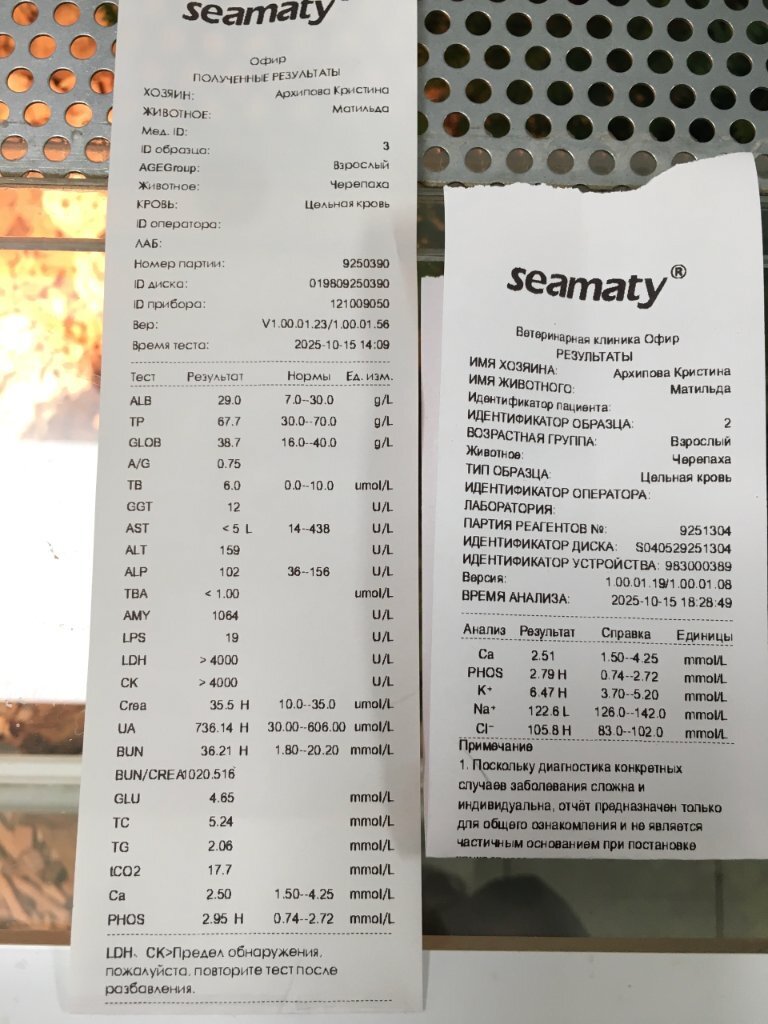 seamaty
Офир
ПОЛУЧЕННЫЕ РЕЗУЛЬТАТЫ
ХОЗЯИН: Архипова Кристина
ЖИВОТНОЕ: Матильда
Мед. ID:
ID образца: 3
AGEGroup: Взрослый
Животное: Черепаха
КРОВЬ: Цельная кровь
ID оператора:
ЛАБ:
Номер партии: 9250390
ID диска: 019809250390
ID прибора: 121009050
Вер: V1.00.01.23/1.00.01.56
Время теста: 2025-10-15 14:09
Тест Результат Нормы Ед. изм.
ALB 29.0 7.0--30.0 g/L
TP 67.7 30.0--70.0 g/L
GLOB 38.7 16.0--40.0 g/L
A/G 0.75
TB 6.0 0.0--10.0 umol/L
GGT 12 U/L
AST < 5 L 14--438 U/L
ALT 159 U/L
ALP 102 36--156 U/L
TBA < 1.00 umol/L
AMY 1064 U/L
LPS 19 U/L
LDH > 4000 U/L
CK > 4000 U/L
Crea 35.5 H 10.0--35.0 umol/L
UA 736.14 H 30.00--606.00 umol/L
BUN 36.21 H 1.80--20.20 mmol/L
BUN/CREA1020.516
GLU 4.65 mmol/L
TC 5.24 mmol/L
TG 2.06 mmol/L
tCO2 17.7 mmol/L
Ca 2.50 1.50--4.25 mmol/L
PHOS 2.95 H 0.74--2.72 mmol/L
LDH、CK>Предел обнаружения,
пожалуйста, повторите тест после
разбавления.
seamaty®
Ветеринарная клиника Офир
РЕЗУЛЬТАТЫ
ИМЯ ХОЗЯИНА: Архипова Кристина
ИМЯ ЖИВОТНОГО: Матильда
Идентификатор пациента:
ИДЕНТИФИКАТОР ОБРАЗЦА: 2
ВОЗРАСТНАЯ ГРУППА: Взрослый
Животное: Черепаха
ТИП ОБРАЗЦА: Цельная кровь
ИДЕНТИФИКАТОР ОПЕРАТОРА:
ЛАБОРАТОРИЯ:
ПАРТИЯ РЕАГЕНТОВ №: 9251304
ИДЕНТИФИКАТОР ДИСКА: S040529251304
ИДЕНТИФИКАТОР УСТРОЙСТВА: 983000389
Версия: 1.00.01.19/1.00.01.08
ВРЕМЯ АНАЛИЗА: 2025-10-15 18:28:49
Анализ Результат Справка Единицы
Ca 2.51 1.50--4.25 mmol/L
PHOS 2.79 H 0.74--2.72 mmol/L
K⁺ 6.47 H 3.70--5.20 mmol/L
Na⁺ 122.6 L 126.0--142.0 mmol/L
Cl⁻ 105.8 H 83.0--102.0 mmol/L
Примечание
1. Поскольку диагностика конкретных
случаев заболевания сложна и
индивидуальна, отчёт предназначен только
для общего ознакомления и не является
частичным основанием при постановке